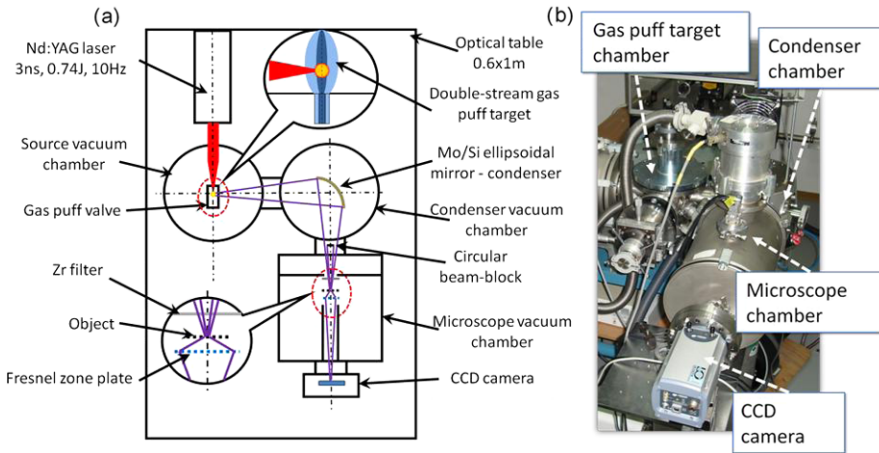 (a)
Nd:YAG laser
3ns, 0.74J, 10Hz
Source vacuum
chamber
Gas puff valve
Zr filter
Object
Fresnel zone plate
Optical table
0.6x1m
Double-stream gas
puff target
Mo/Si ellipsoidal
mirror - condenser
Condenser vacuum
chamber
Circular
beam-block
Microscope vacuum
chamber
CCD camera
(b)
Gas puff target
chamber
Condenser
chamber
Microscope
chamber
CCD
camera